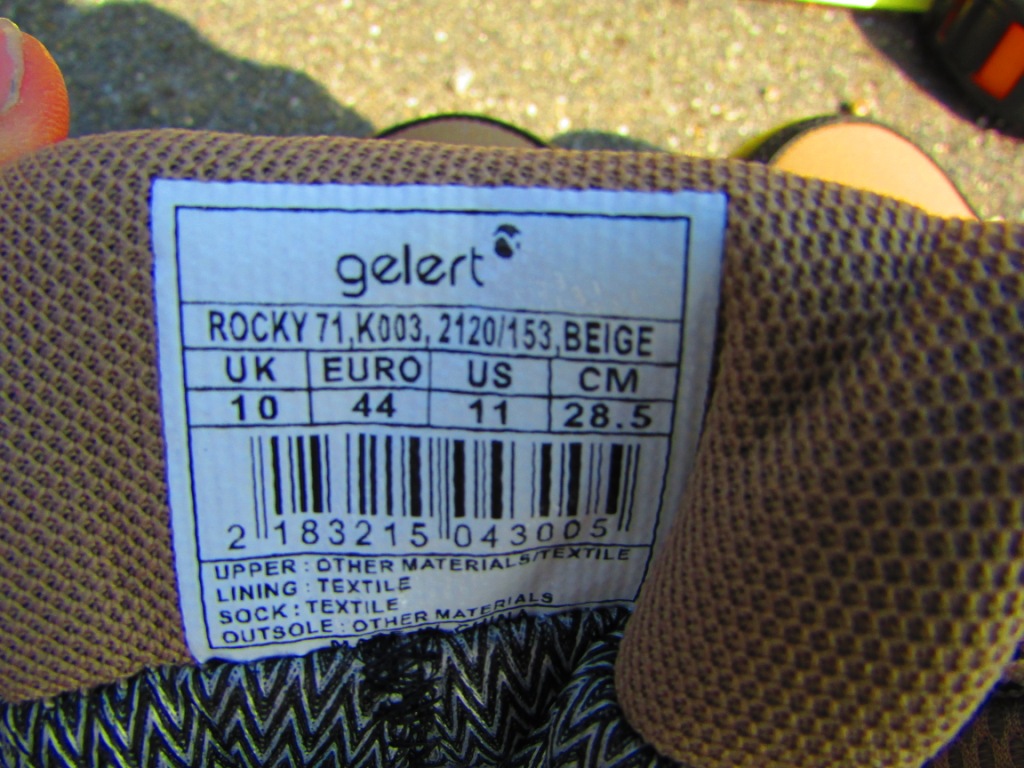 gelert
ROCKY 71,K003, 2120/153,BEIGE
UK EURO US CM
10 44 11 28.5
2 183215 043005
UPPER : OTHER MATERIALS/TEXTILE
LINING : TEXTILE
SOCK : TEXTILE
OUTSOLE : OTHER MATERIALS